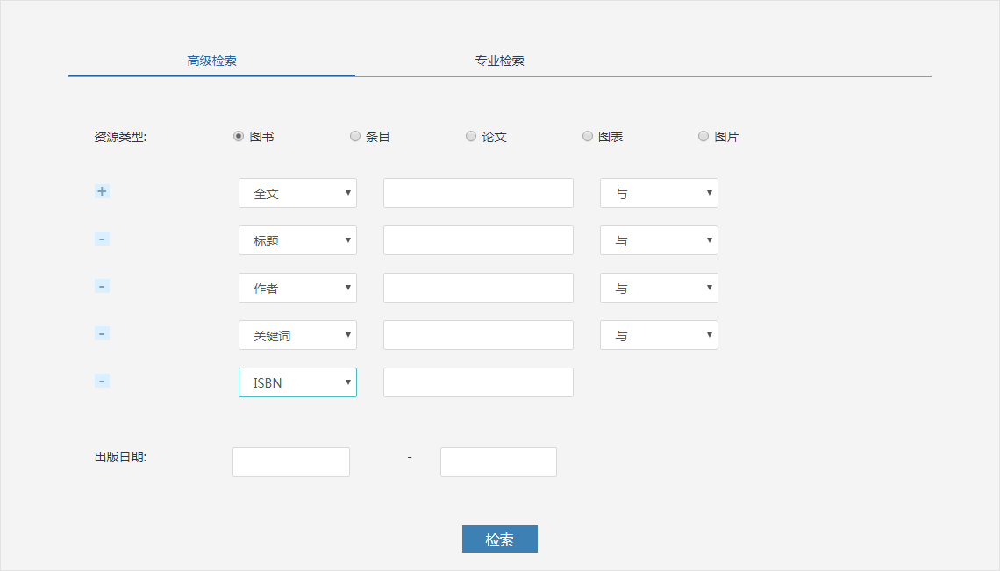 高级检索 专业检索
资源类型: 图书 条目 论文 图表 图片
+ 全文 与
- 标题 与
- 作者 与
- 关键词 与
- ISBN
出版日期: -
检索